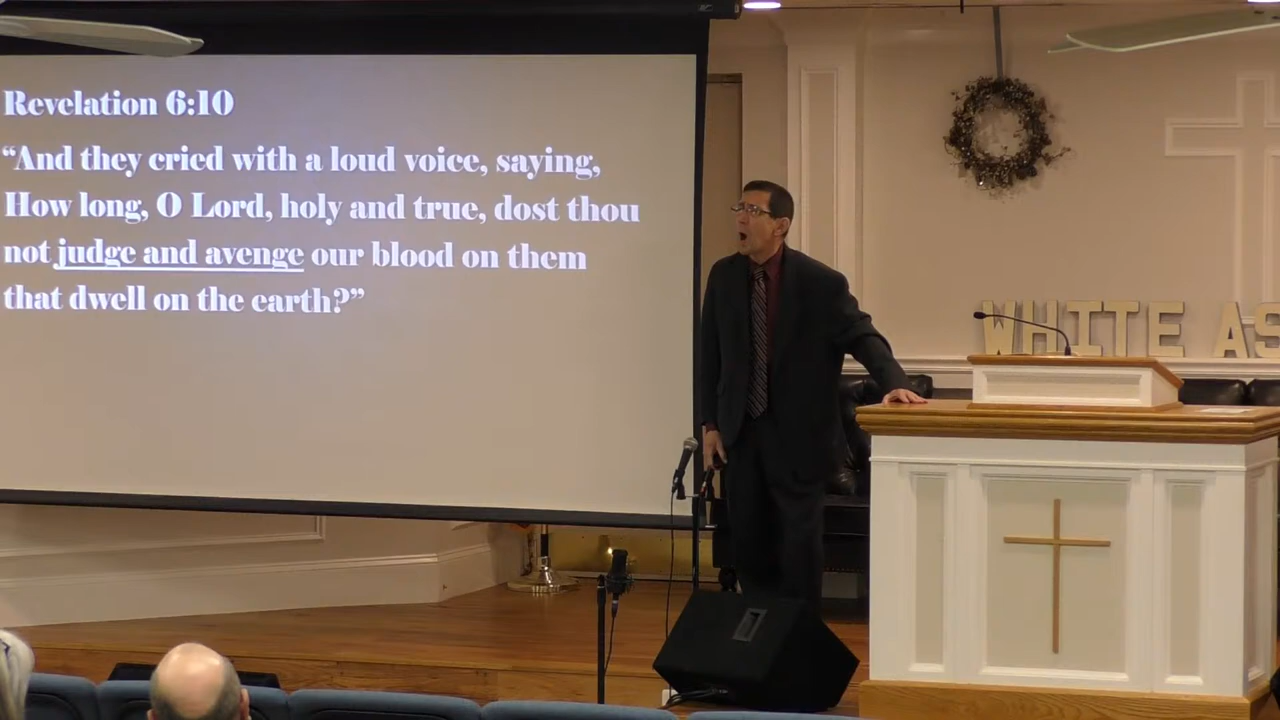 Revelation 6:10
“And they cried with a loud voice, saying,
How long, O Lord, holy and true, dost thou
not judge and avenge our blood on them
that dwell on the earth?”
WHITE AS